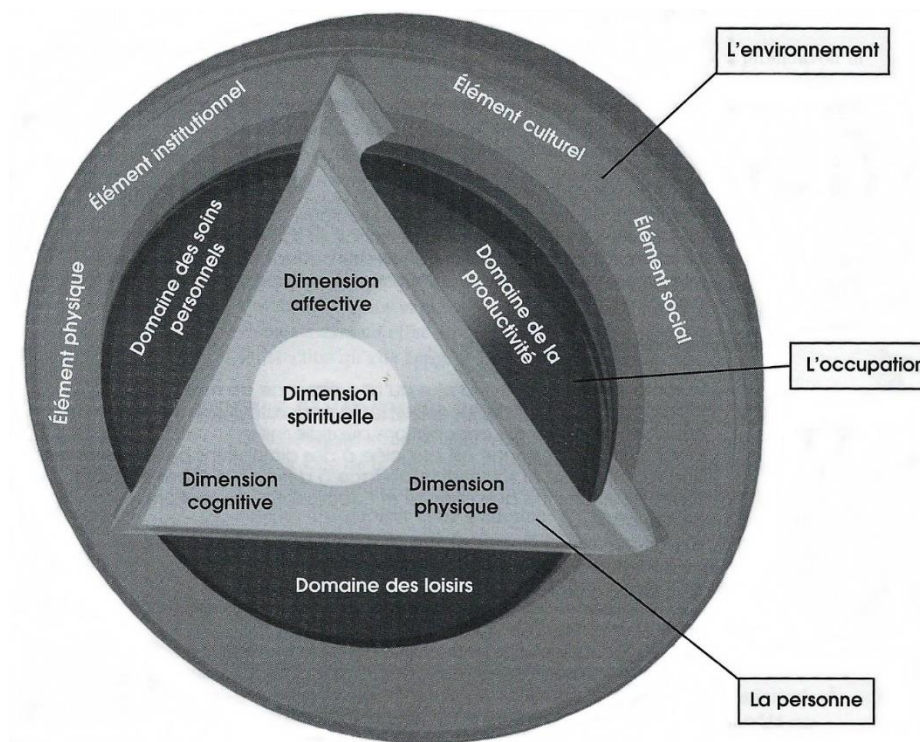 L'environnement
Élément culturel
Élément institutionnel
Élément social
Élément physique
Domaine des soins
personnels
Domaine de la
productivité
Dimension
affective
L'occupation
Dimension
spirituelle
Dimension
cognitive
Dimension
physique
Domaine des loisirs
La personne